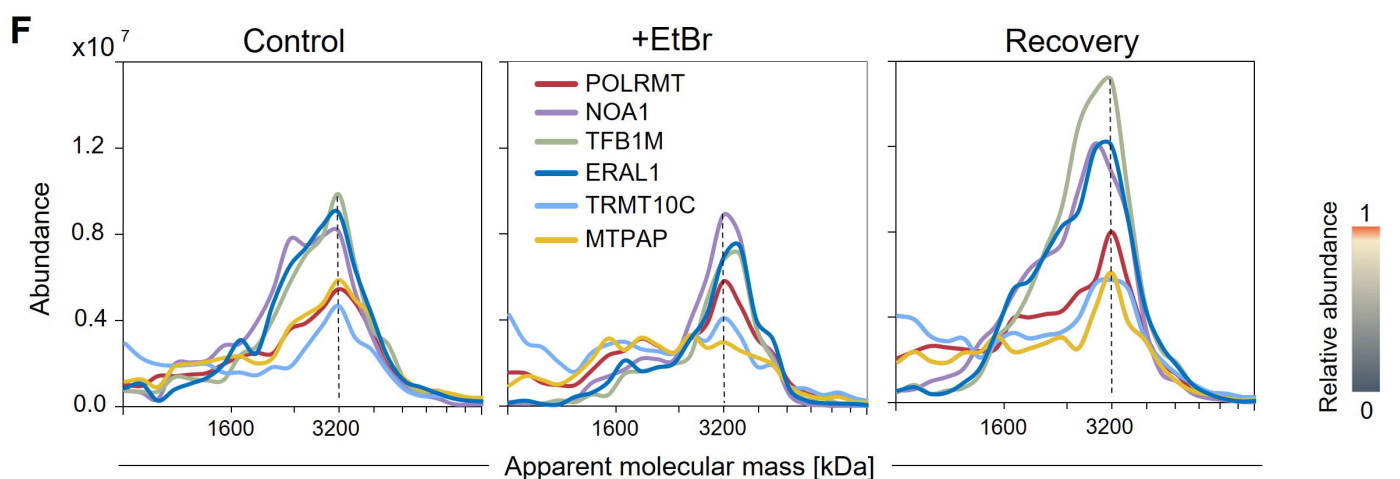 F
Control
+EtBr
Recovery
x10⁷
1.2
0.8
0.4
0.0
Abundance
POLRMT
NOA1
TFB1M
ERAL1
TRMT10C
MTPAP
1600
3200
1600
3200
1600
3200
Apparent molecular mass [kDa]
Relative abundance
1
0